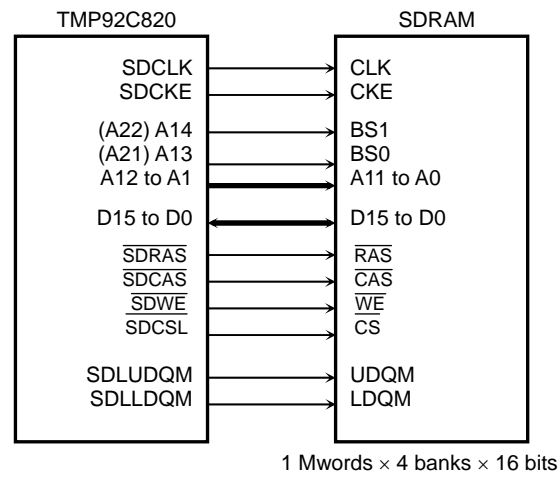 TMP92C820 SDRAM
SDCLK CLK
SDCKE CKE
(A22) A14 BS1
(A21) A13 BS0
A12 to A1 A11 to A0
D15 to D0 D15 to D0
SDRAS RAS
SDCAS CAS
SDWE WE
SDCSL CS
SDLUDQM UDQM
SDLLDQM LDQM
1 Mwords × 4 banks × 16 bits